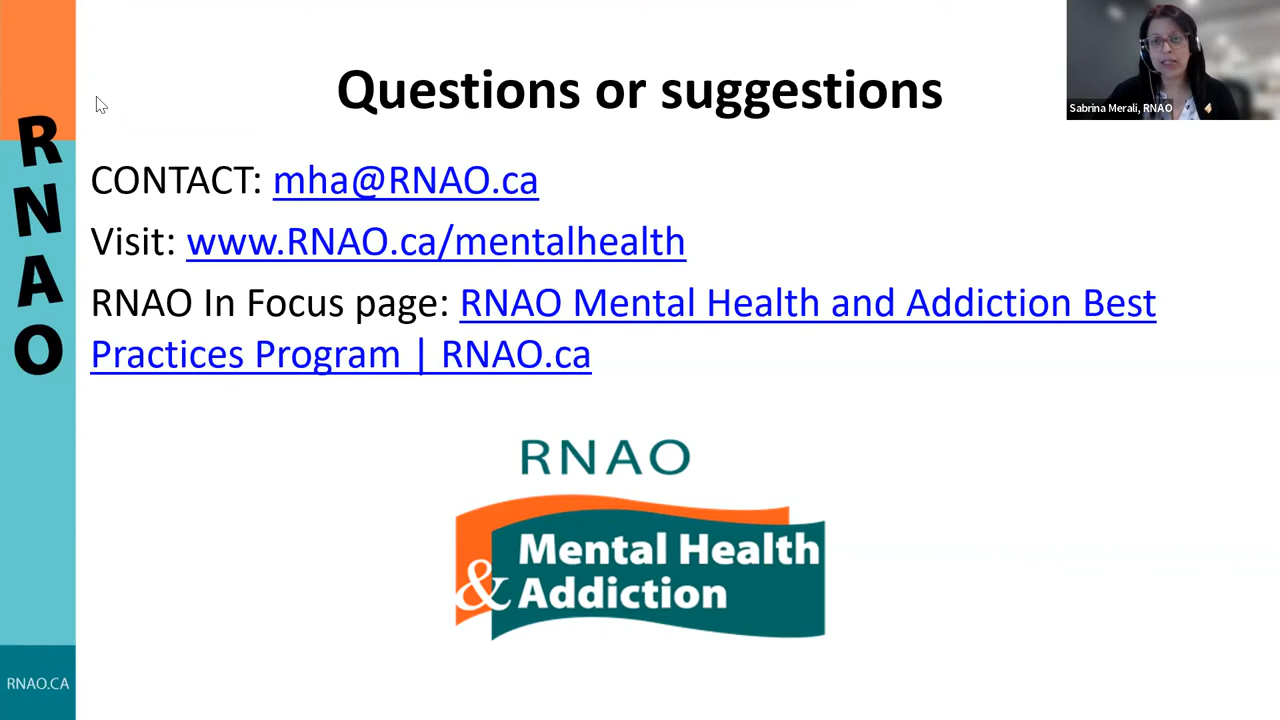 Questions or suggestions
Sabrina Merali, RNAO
CONTACT: mha@RNAO.ca
Visit: www.RNAO.ca/mentalhealth
RNAO In Focus page: RNAO Mental Health and Addiction Best
Practices Program | RNAO.ca
RNAO
RNAO
Mental Health
& Addiction
RNAO.CA